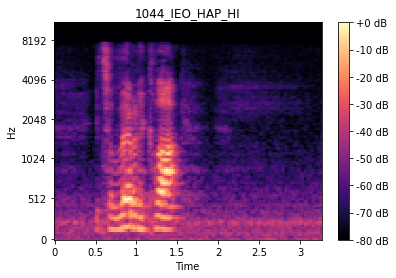 1044_IEO_HAP_HI
+0 dB
8192
-10 dB
4096
-20 dB
-30 dB
2048
-40 dB
Hz
1024
-50 dB
512
-60 dB
-70 dB
0
-80 dB
0 0.5 1 1.5 2 2.5 3
Time